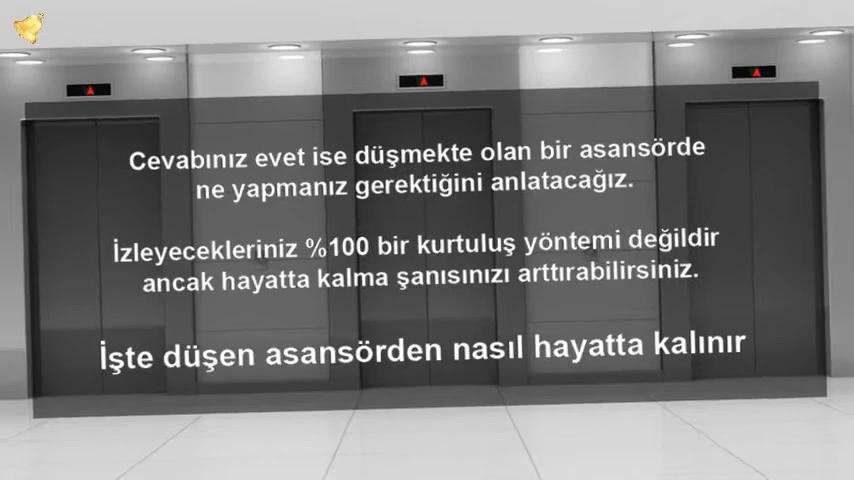 Cevabınız evet ise düşmekte olan bir asansörde
ne yapmanız gerektiğini anlatacağız.
İzleyecekleriniz %100 bir kurtuluş yöntemi değildir
ancak hayatta kalma şanısınızı arttırabilirsiniz.
İşte düşen asansörden nasıl hayatta kalınır